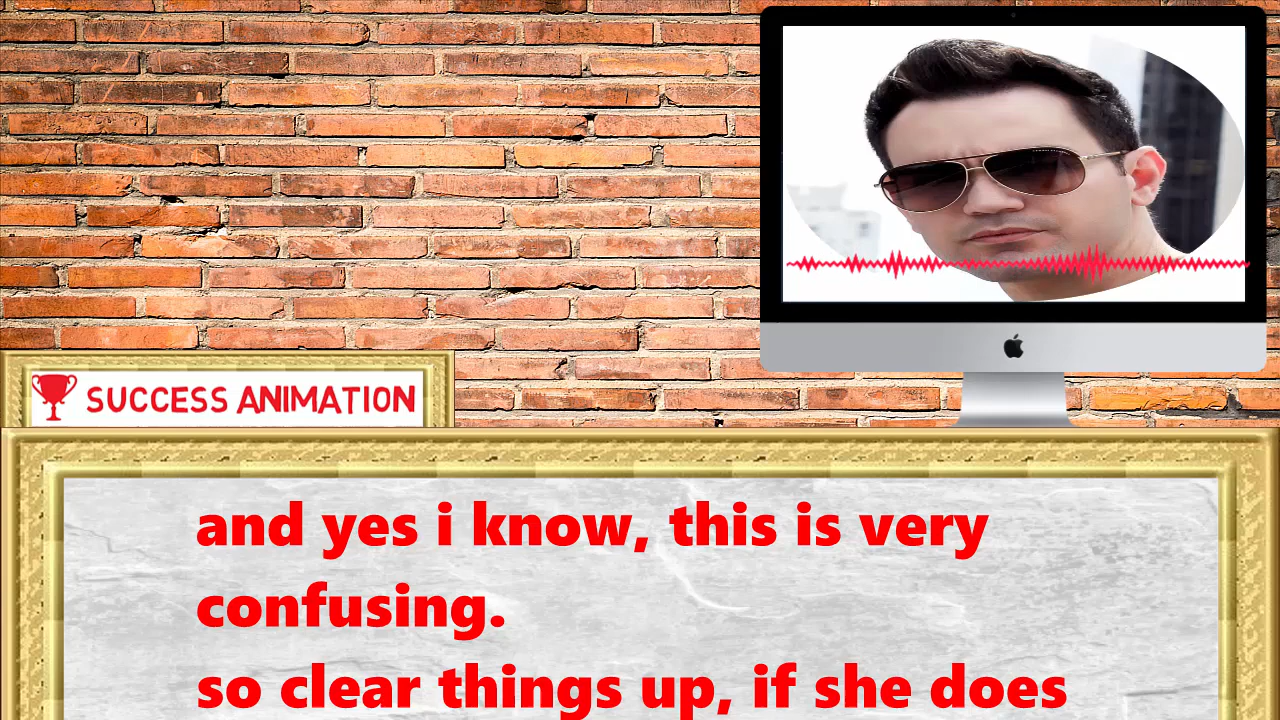 SUCCESS ANIMATION
and yes i know, this is very
confusing.
so clear things up, if she does